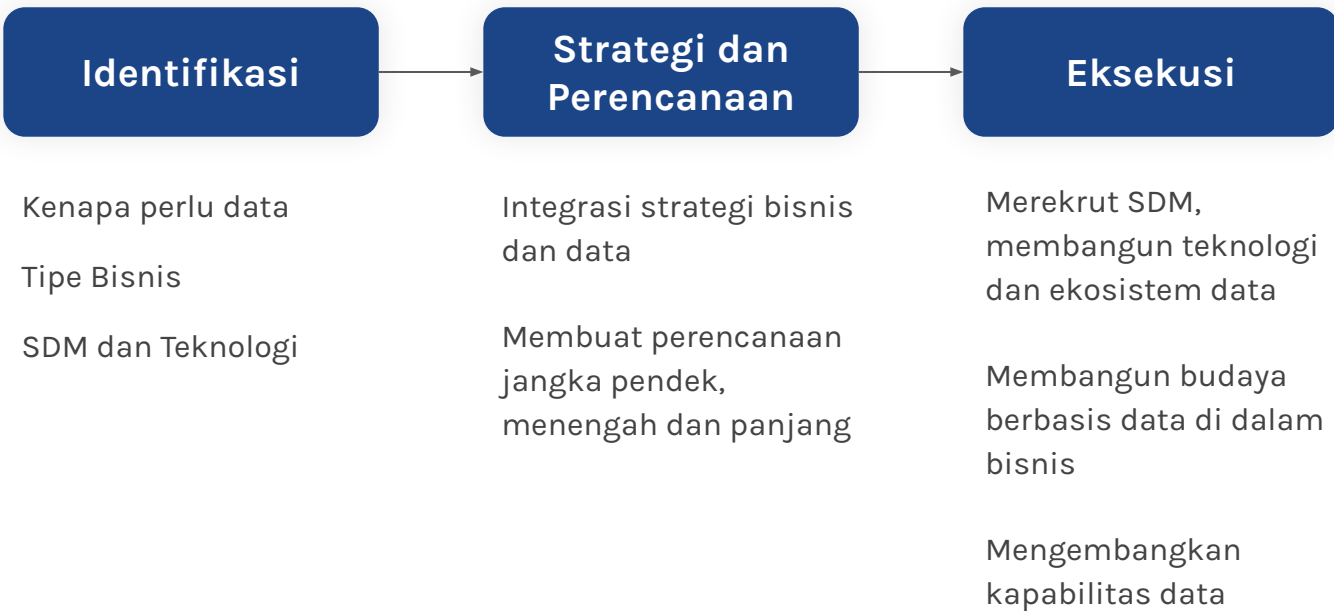 Identifikasi
Kenapa perlu data
Tipe Bisnis
SDM dan Teknologi
Strategi dan
Perencanaan
Integrasi strategi bisnis
dan data
Membuat perencanaan
jangka pendek,
menengah dan panjang
Eksekusi
Merekrut SDM,
membangun teknologi
dan ekosistem data
Membangun budaya
berbasis data di dalam
bisnis
Mengembangkan
kapabilitas data